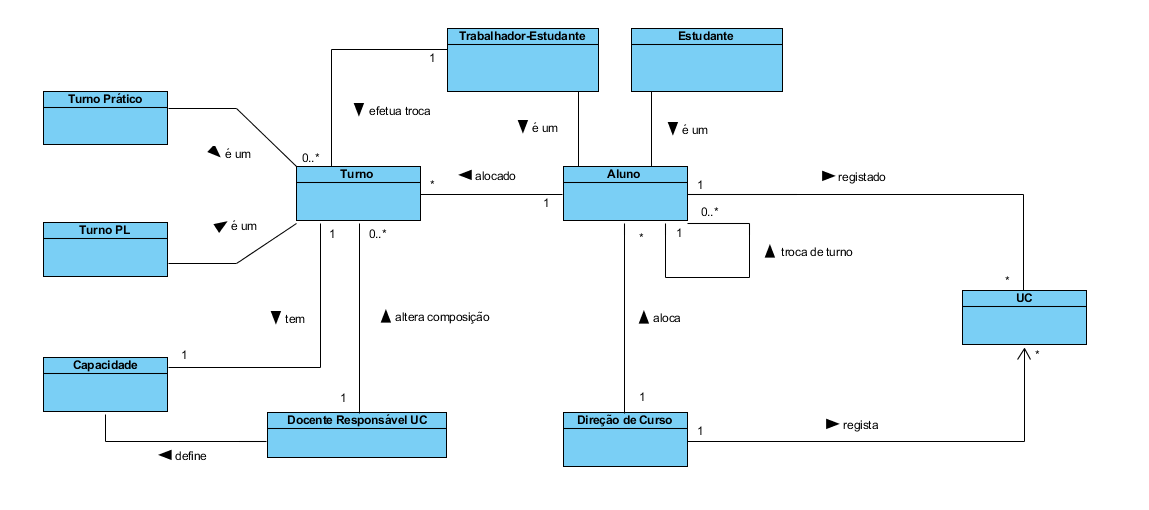 Trabalhador-Estudante
Estudante
1
Turno Prático
efetua troca
é um
é um
é um
0..*
Turno
*
alocado
1
Aluno
1
registado
0..*
Turno PL
é um
1
0..*
*
1
troca de turno
*
UC
tem
altera composição
aloca
1
*
Capacidade
1
1
Docente Responsável UC
Direção de Curso
1
regista
define